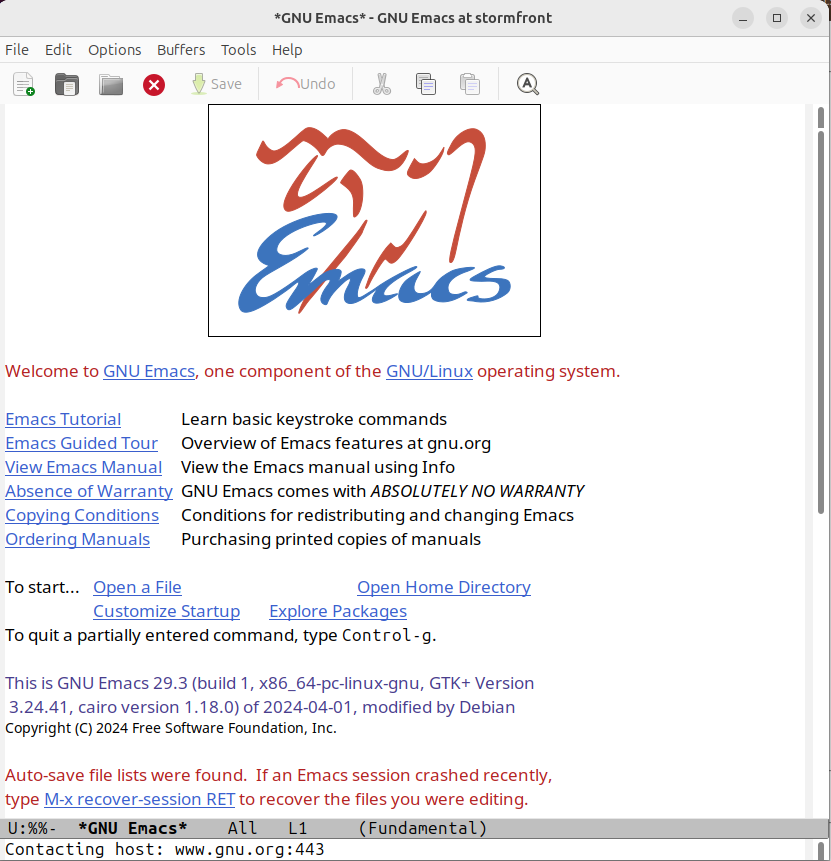 *GNU Emacs* - GNU Emacs at stormfront
File Edit Options Buffers Tools Help
Save Undo
Emacs
Welcome to GNU Emacs, one component of the GNU/Linux operating system.
Emacs Tutorial Learn basic keystroke commands
Emacs Guided Tour Overview of Emacs features at gnu.org
View Emacs Manual View the Emacs manual using Info
Absence of Warranty GNU Emacs comes with ABSOLUTELY NO WARRANTY
Copying Conditions Conditions for redistributing and changing Emacs
Ordering Manuals Purchasing printed copies of manuals
To start... Open a File Open Home Directory
Customize Startup Explore Packages
To quit a partially entered command, type Control-g.
This is GNU Emacs 29.3 (build 1, x86_64-pc-linux-gnu, GTK+ Version
3.24.41, cairo version 1.18.0) of 2024-04-01, modified by Debian
Copyright (C) 2024 Free Software Foundation, Inc.
Auto-save file lists were found. If an Emacs session crashed recently,
type M-x recover-session RET to recover the files you were editing.
U:%%- *GNU Emacs* All L1 (Fundamental)
Contacting host: www.gnu.org:443